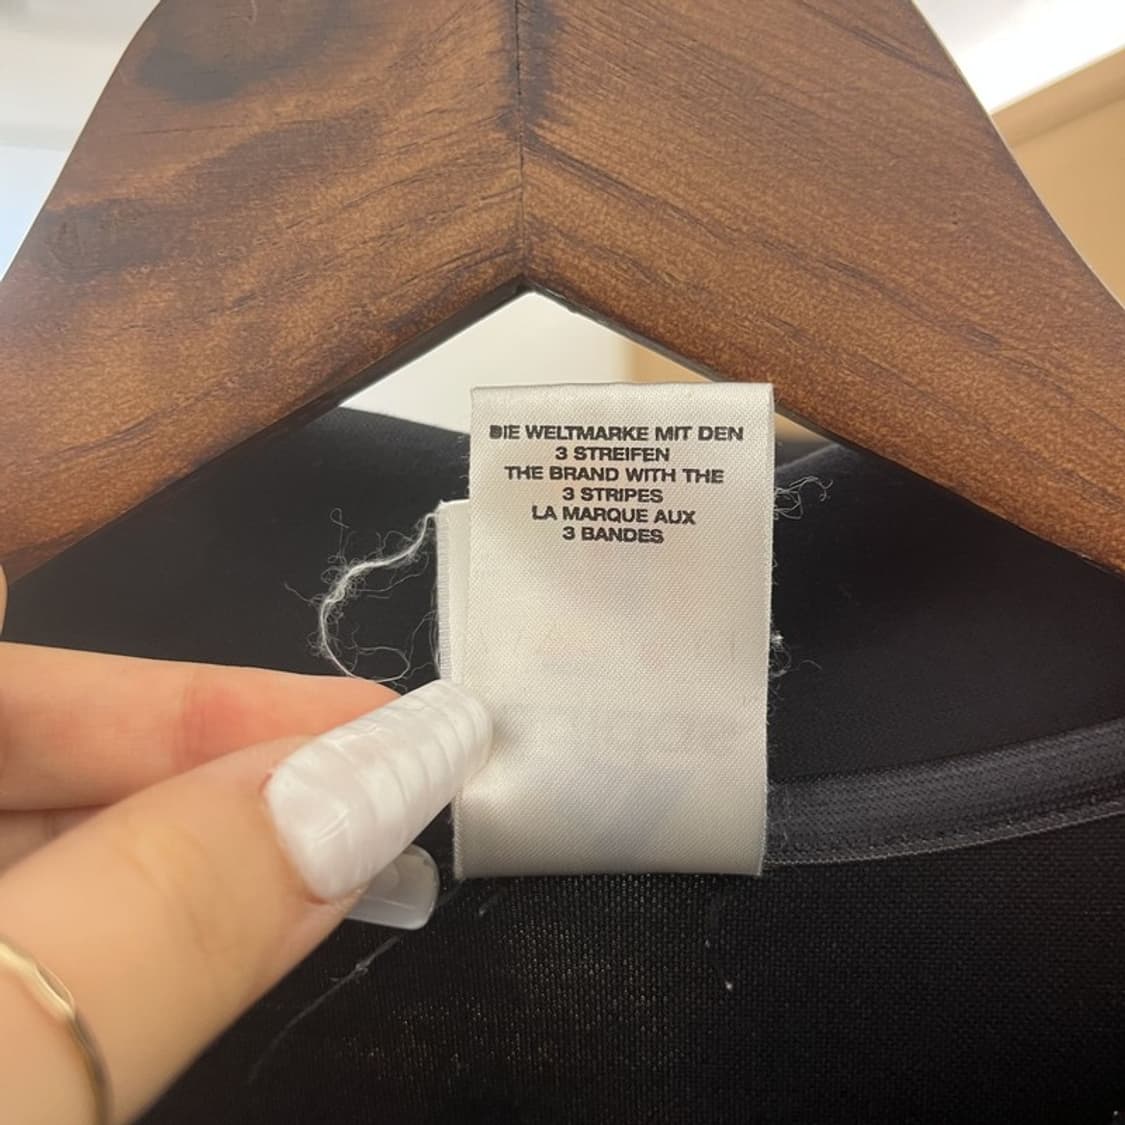 DIE WELTMARKE MIT DEN
3 STREIFEN
THE BRAND WITH THE
3 STRIPES
LA MARQUE AUX
3 BANDES